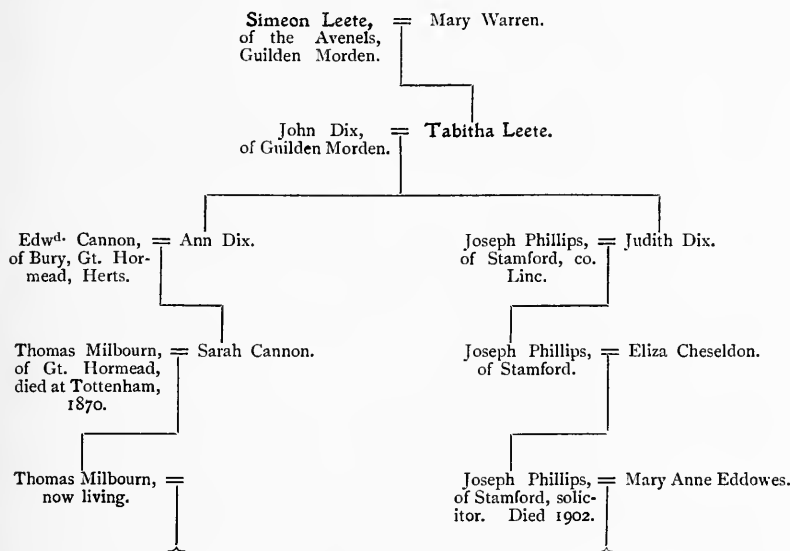 Simeon Leete, = Mary Warren.
of the Avenels,
Guilden Morden.
John Dix, = Tabitha Leete.
of Guilden Morden.
Edwd. Cannon, = Ann Dix.
of Bury, Gt. Hor-
mead, Herts.
Joseph Phillips, = Judith Dix.
of Stamford, co.
Linc.
Thomas Milbourn, = Sarah Cannon.
of Gt. Hormead,
died at Tottenham,
1870.
Joseph Phillips, = Eliza Cheseldon.
of Stamford.
Thomas Milbourn, =
now living.
Joseph Phillips, = Mary Anne Eddowes.
of Stamford, solic-
itor. Died 1902.